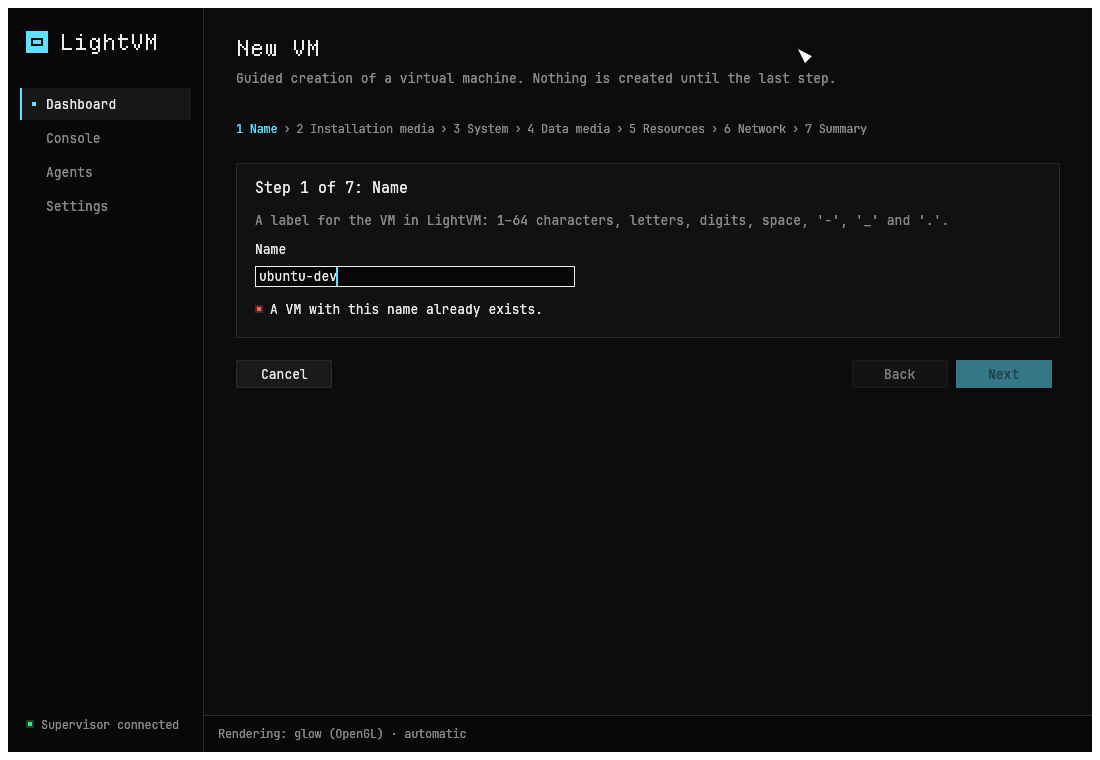 LightVM
Dashboard
Console
Agents
Settings
Supervisor connected
New VM
Guided creation of a virtual machine. Nothing is created until the last step.
1 Name › 2 Installation media › 3 System › 4 Data media › 5 Resources › 6 Network › 7 Summary
Step 1 of 7: Name
A label for the VM in LightVM: 1–64 characters, letters, digits, space, '-', '_' and '.'.
Name
ubuntu-dev
A VM with this name already exists.
Cancel
Back
Next
Rendering: glow (OpenGL) · automatic